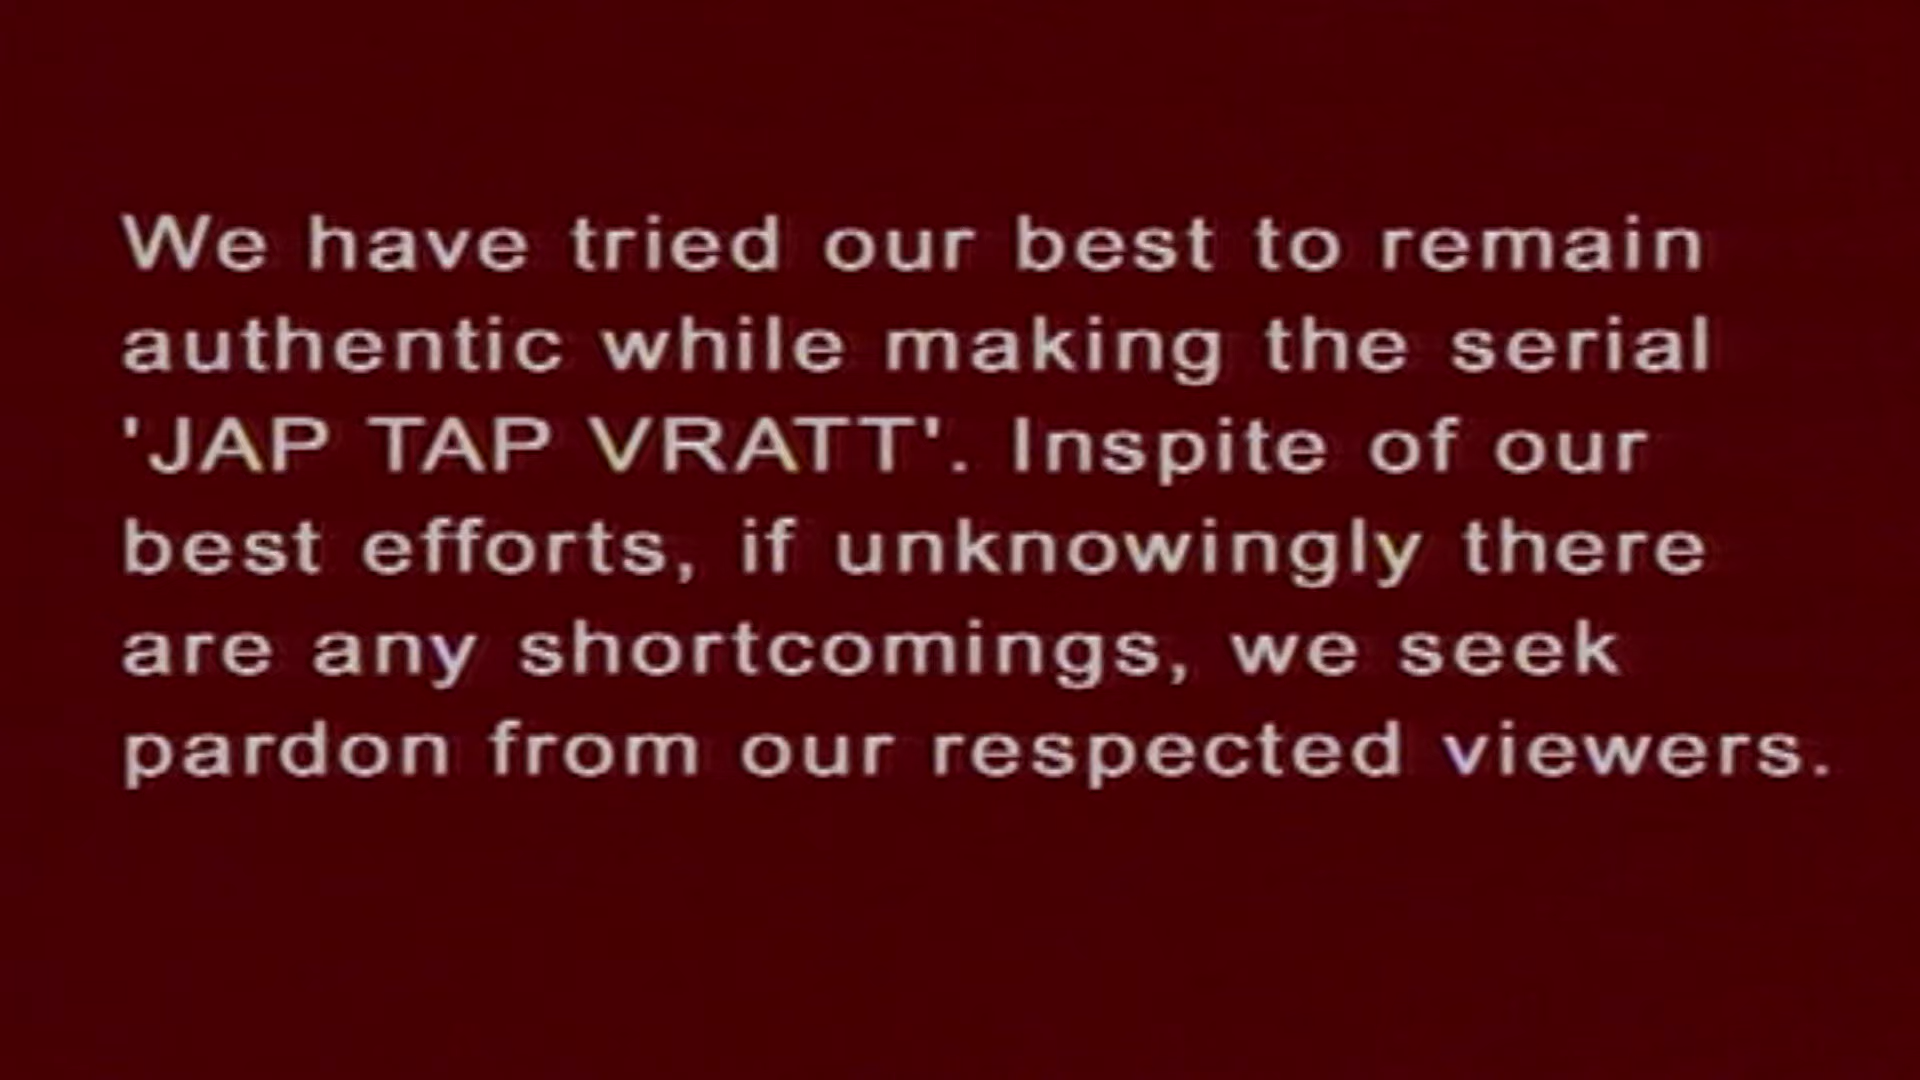 We have tried our best to remain
authentic while making the serial
'JAP TAP VRATT'. Inspite of our
best efforts, if unknowingly there
are any shortcomings, we seek
pardon from our respected viewers.